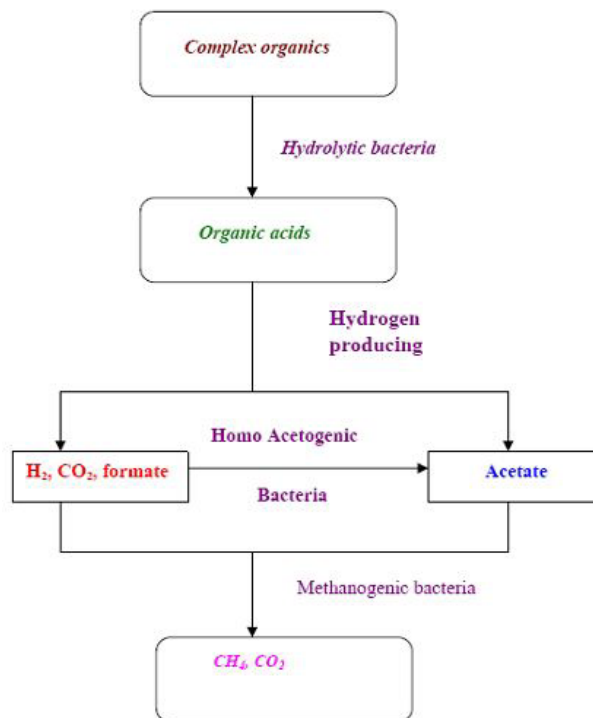 Complex organics
Hydrolytic bacteria
Organic acids
Hydrogen
producing
Homo Acetogenic
H₂, CO₂, formate
Acetate
Bacteria
Methanogenic bacteria
CH₄, CO₂